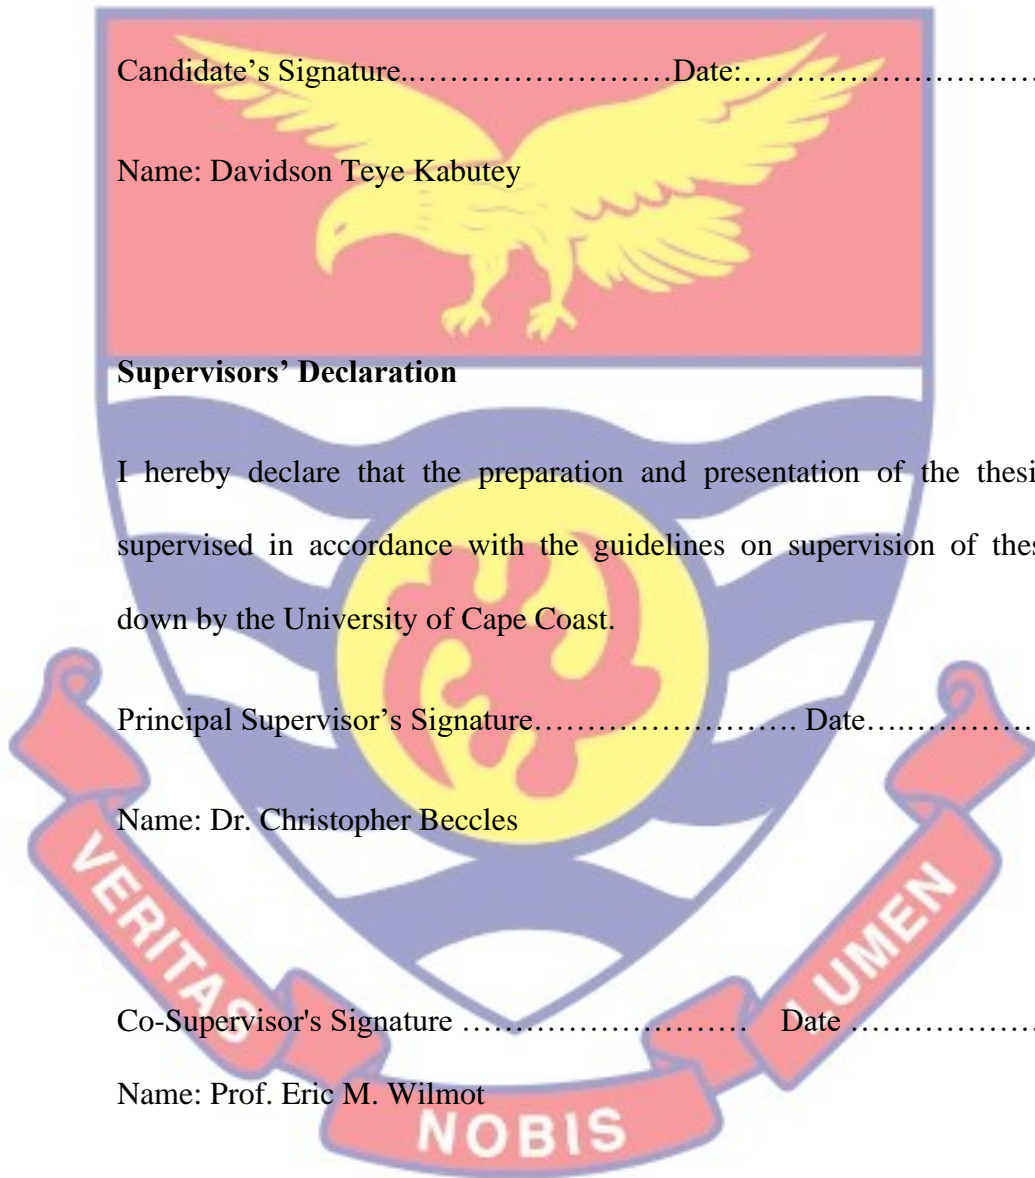 Candidate’s Signature..……………………Date:………………………
Name: Davidson Teye Kabutey
Supervisors’ Declaration
I hereby declare that the preparation and presentation of the thesi
supervised in accordance with the guidelines on supervision of thes
down by the University of Cape Coast.
Principal Supervisor’s Signature……………………. Date….……………
Name: Dr. Christopher Beccles
Co-Supervisor's Signature ……………………… Date ………………
Name: Prof. Eric M. Wilmot
VERITAS
NOBIS
LUMEN